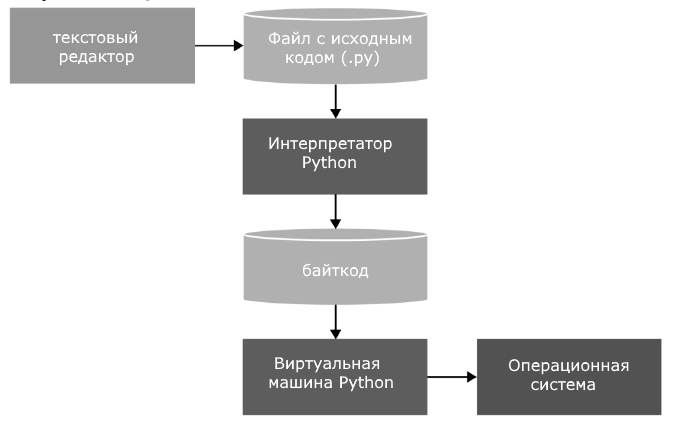 текстовый
редактор
Файл с исходным
кодом (.py)
Интерпретатор
Python
байткод
Виртуальная
машина Python
Операционная
система